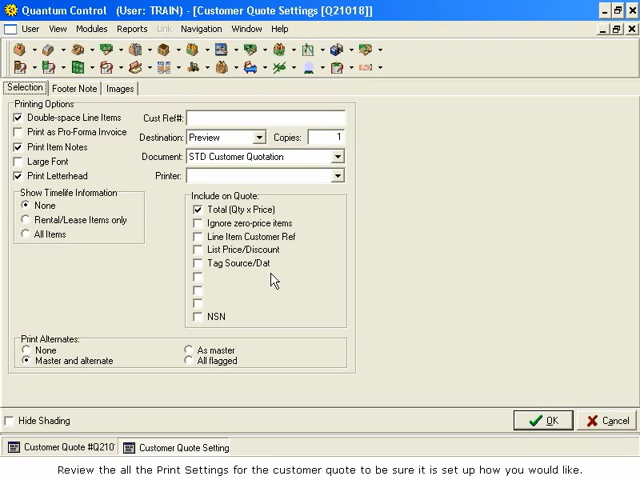 Quantum Control   (User: TRAIN) - [Customer Quote Settings [Q21018]]
User View Modules Reports Link Navigation Window Help
Selection Footer Note Images
Printing Options
Double-space Line Items
Print as Pro-Forma Invoice
Print Item Notes
Large Font
Print Letterhead
Cust Ref#:
Destination: Preview Copies: 1
Document: STD Customer Quotation
Printer:
Show Timelife Information
None
Rental/Lease Items only
All Items
Include on Quote:
Total (Qty x Price)
Ignore zero-price items
Line Item Customer Ref
List Price/Discount
Tag Source/Dat
NSN
Print Alternates:
None As master
Master and alternate All flagged
Hide Shading OK Cancel
Customer Quote #Q210 Customer Quote Setting
Review the all the Print Settings for the customer quote to be sure it is set up how you would like.